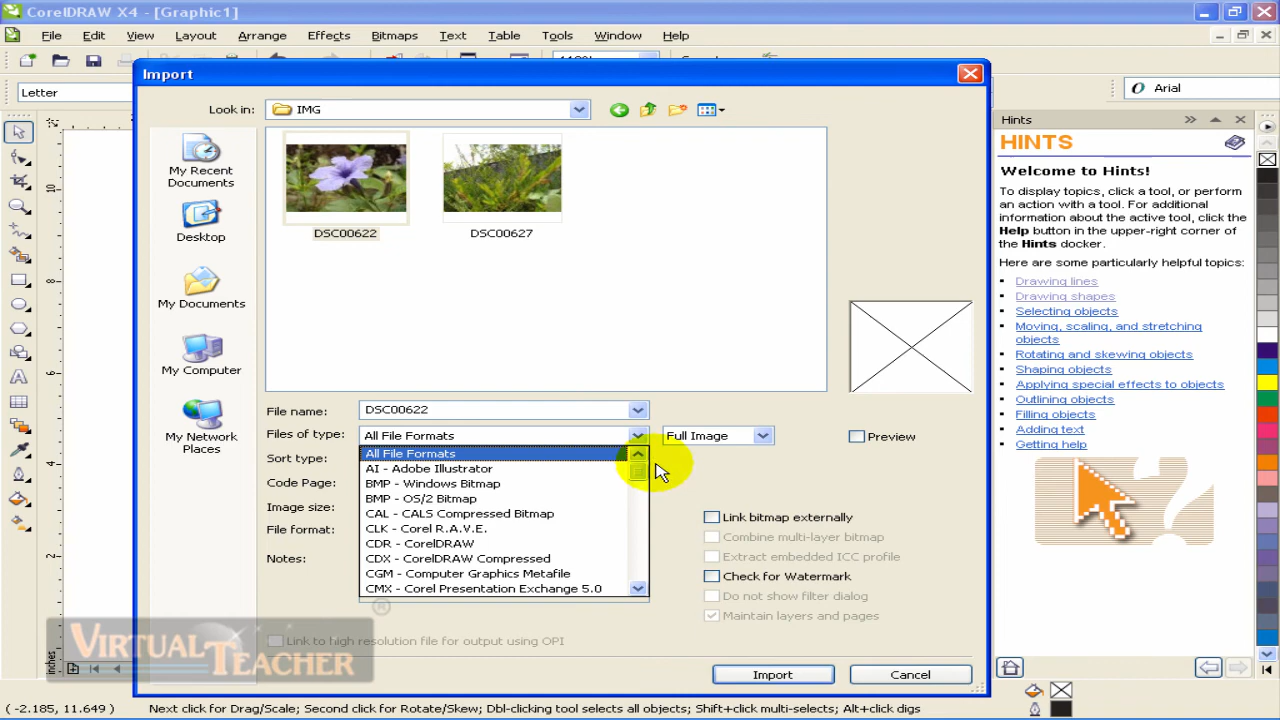 CorelDRAW X4 - [Graphic1]
File Edit View Layout Arrange Effects Bitmaps Text Table Tools Window Help
Letter
Arial
Import
Look in: IMG
My Recent Documents
Desktop
My Documents
My Computer
My Network Places
DSC00622
DSC00627
File name: DSC00622
Files of type: All File Formats
Full Image
Preview
Sort type:
Code Page:
Image size:
File format:
Notes:
All File Formats
AI - Adobe Illustrator
BMP - Windows Bitmap
BMP - OS/2 Bitmap
CAL - CALS Compressed Bitmap
CLK - Corel R.A.V.E.
CDR - CorelDRAW
CDX - CorelDRAW Compressed
CGM - Computer Graphics Metafile
CMX - Corel Presentation Exchange 5.0
Link bitmap externally
Combine multi-layer bitmap
Extract embedded ICC profile
Check for Watermark
Do not show filter dialog
Maintain layers and pages
Link to high resolution file for output using OPI
Import
Cancel
Hints
HINTS
Welcome to Hints!
To display topics, click a tool, or perform
an action with a tool. For additional
information about the active tool, click the
Help button in the upper-right corner of
the Hints docker.
Here are some particularly helpful topics:
Drawing lines
Drawing shapes
Selecting objects
Moving, scaling, and stretching
objects
Rotating and skewing objects
Shaping objects
Applying special effects to objects
Outlining objects
Filling objects
Adding text
Getting help
10
8
6
4
2
inches
VIRTUAL TEACHER ®
(-2.185, 11.649) Next click for Drag/Scale; Second click for Rotate/Skew; Dbl-clicking tool selects all objects; Shift+click multi-selects; Alt+click digs